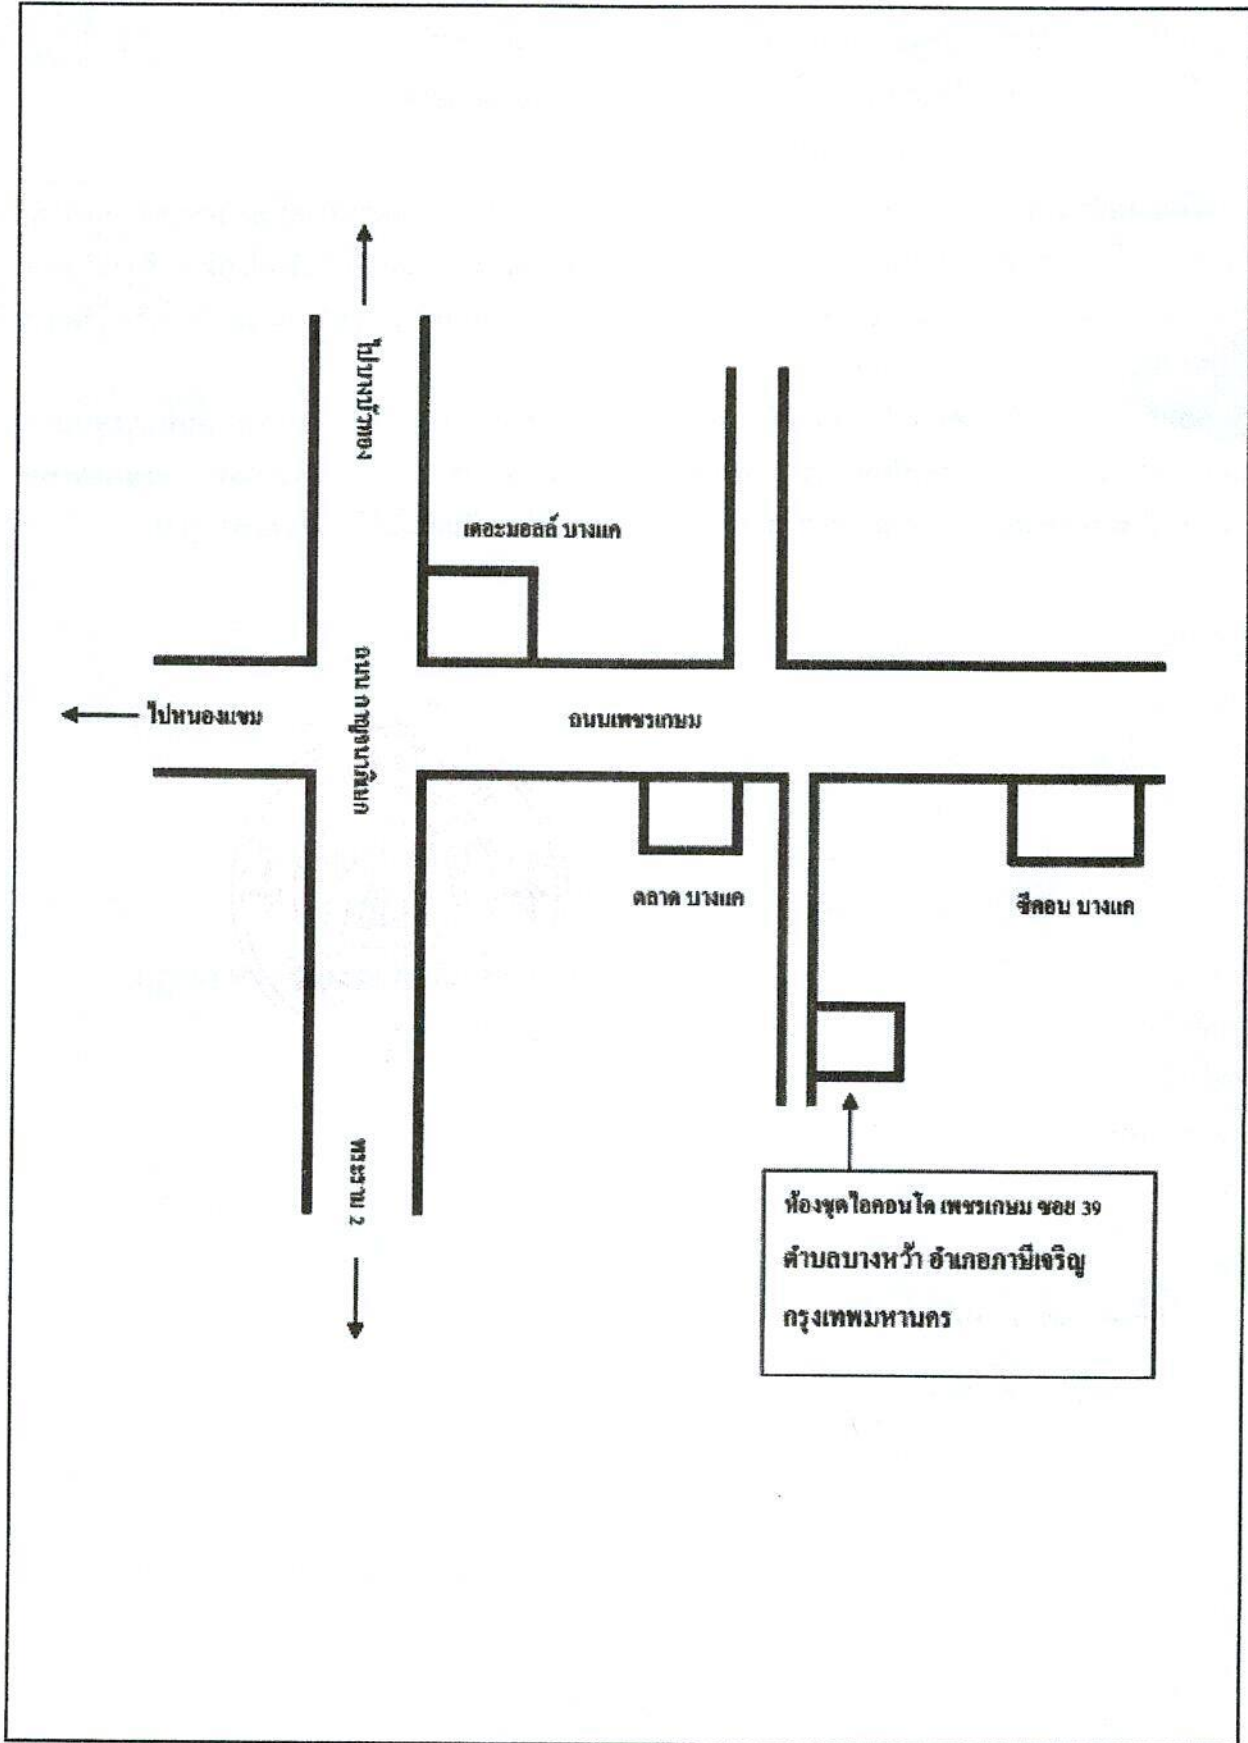 ไปบางบัวทอง
เดอะมอลล์ บางแค
ถนน กาญจนาภิเษก
ไปหนองแขม
ถนนเพชรเกษม
ตลาด บางแค
ซีคอน บางแค
พระราม 2
ห้องชุดไอคอนโด เพชรเกษม ซอย 39
ตำบลบางหว้า อำเภอภาษีเจริญ
กรุงเทพมหานคร